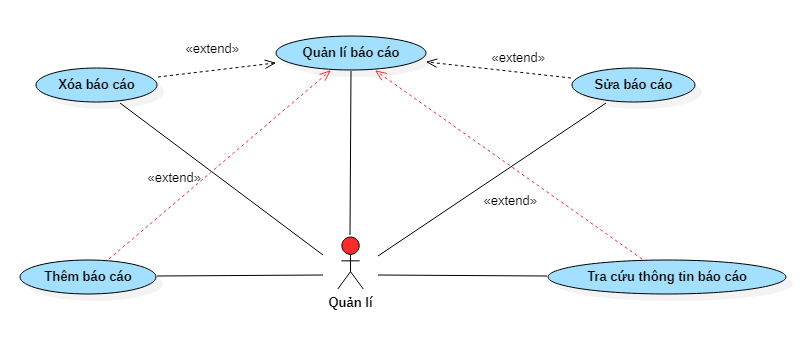 «extend»
Quản lí báo cáo
«extend»
Xóa báo cáo
Sửa báo cáo
«extend»
«extend»
Thêm báo cáo
Tra cứu thông tin báo cáo
Quản lí